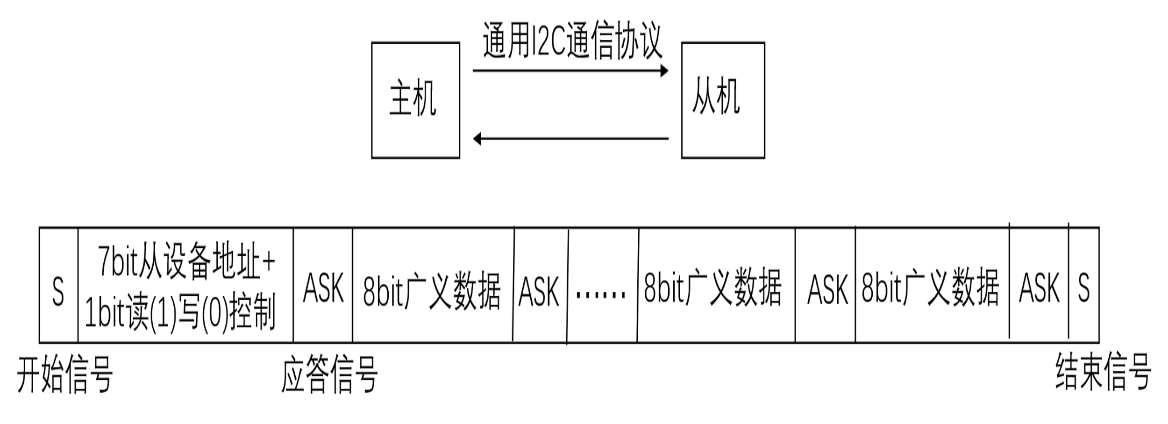 通用I2C通信协议
主机
从机
S
7bit从设备地址+
1bit读(1)写(0)控制
ASK
8bit广义数据
ASK
……
8bit广义数据
ASK
8bit广义数据
ASK
S
开始信号
应答信号
结束信号